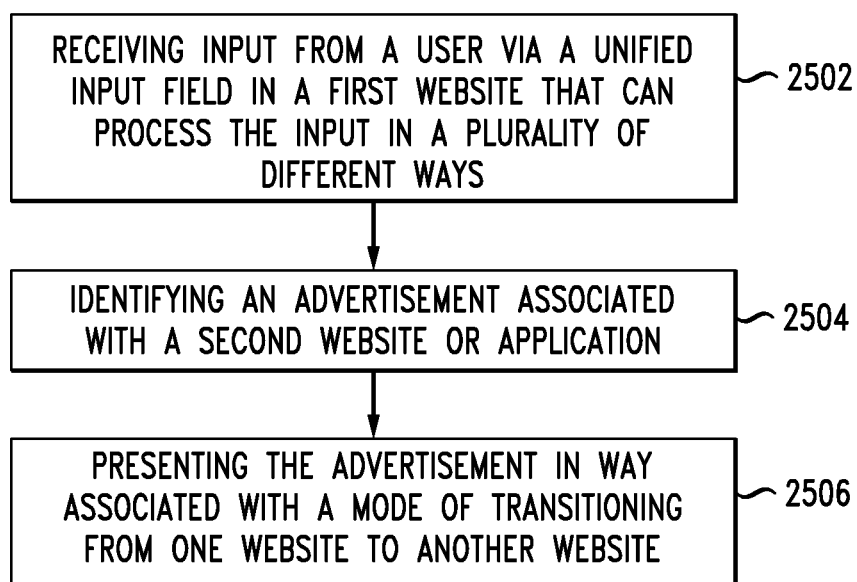 RECEIVING INPUT FROM A USER VIA A UNIFIED
INPUT FIELD IN A FIRST WEBSITE THAT CAN
PROCESS THE INPUT IN A PLURALITY OF
DIFFERENT WAYS
2502
IDENTIFYING AN ADVERTISEMENT ASSOCIATED
WITH A SECOND WEBSITE OR APPLICATION
2504
PRESENTING THE ADVERTISEMENT IN WAY
ASSOCIATED WITH A MODE OF TRANSITIONING
FROM ONE WEBSITE TO ANOTHER WEBSITE
2506